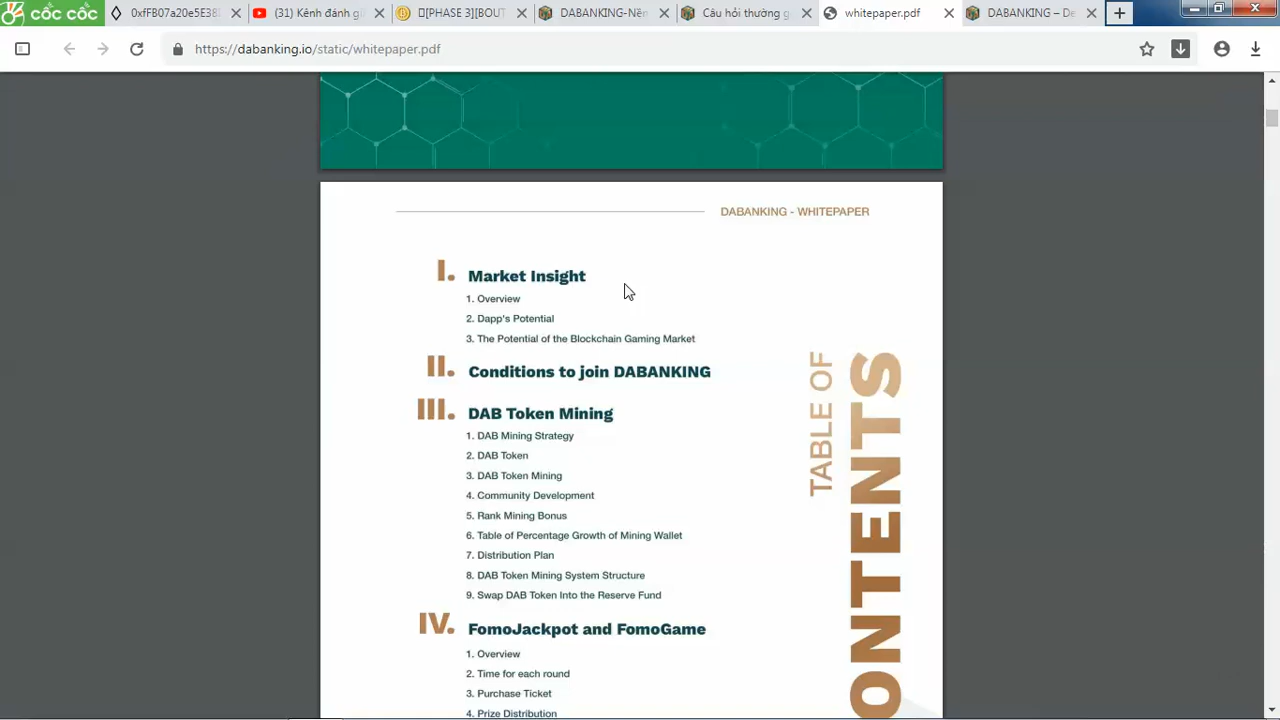 cốc cốc
0xfFB07a20e5E38
(31) Kênh đánh gi
DABANKING-Nề
Câu hỏi thường g
whitepaper.pdf
DABANKING – De
https://dabanking.io/static/whitepaper.pdf
DABANKING - WHITEPAPER
I. Market Insight
1. Overview
2. Dapp's Potential
3. The Potential of the Blockchain Gaming Market
II. Conditions to join DABANKING
III. DAB Token Mining
1. DAB Mining Strategy
2. DAB Token
3. DAB Token Mining
4. Community Development
5. Rank Mining Bonus
6. Table of Percentage Growth of Mining Wallet
7. Distribution Plan
8. DAB Token Mining System Structure
9. Swap DAB Token Into the Reserve Fund
IV. FomoJackpot and FomoGame
1. Overview
2. Time for each round
3. Purchase Ticket
4. Prize Distribution
TABLE OF
ONTENTS